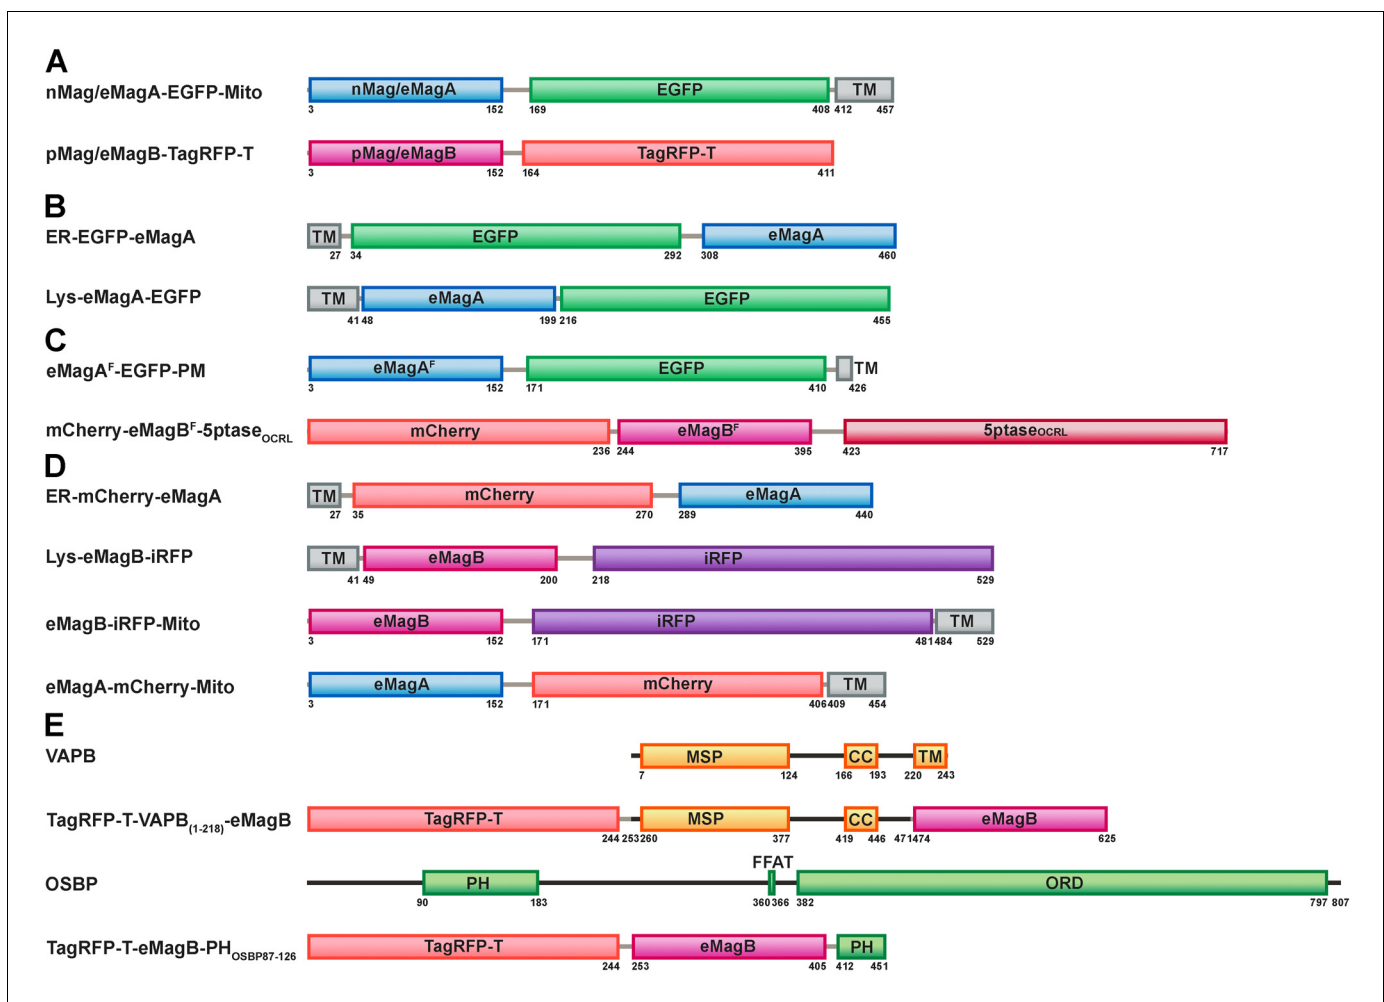 A
nMag/eMagA-EGFP-Mito nMag/eMagA EGFP TM
3 152 169 408 412 457
pMag/eMagB-TagRFP-T pMag/eMagB TagRFP-T
3 152 164 411
B
ER-EGFP-eMagA TM EGFP eMagA
27 34 292 308 460
Lys-eMagA-EGFP TM eMagA EGFP
41 48 199 216 455
C
eMagAF-EGFP-PM eMagAF EGFP TM
3 152 171 410 426
mCherry-eMagBF-5ptaseOCRL mCherry eMagBF 5ptaseOCRL
236 244 395 423 717
D
ER-mCherry-eMagA TM mCherry eMagA
27 35 270 289 440
Lys-eMagB-iRFP TM eMagB iRFP
41 49 200 218 529
eMagB-iRFP-Mito eMagB iRFP TM
3 152 171 481 484 529
eMagA-mCherry-Mito eMagA mCherry TM
3 152 171 406 409 454
E
VAPB MSP CC TM
7 124 166 193 220 243
TagRFP-T-VAPB(1-218)-eMagB TagRFP-T MSP CC eMagB
244 253 260 377 419 446 471 474 625
FFAT
OSBP PH ORD
90 183 360 366 382 797 807
TagRFP-T-eMagB-PHOSBP87-126 TagRFP-T eMagB PH
244 253 405 412 451